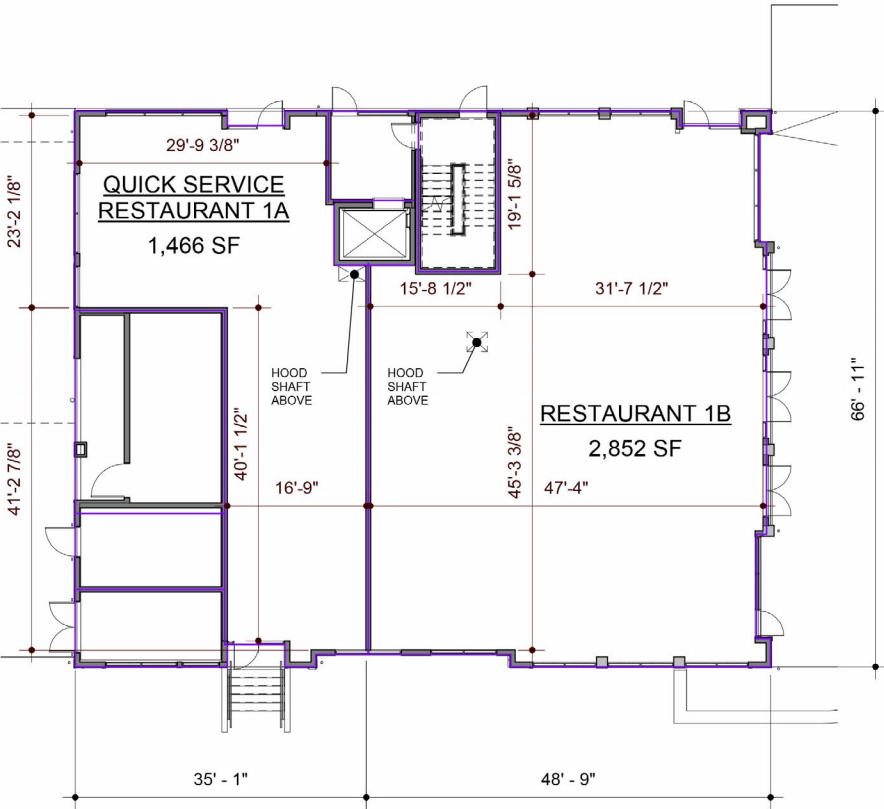 29'-9 3/8"
QUICK SERVICE
RESTAURANT 1A
1,466 SF
23'-2 1/8"
19'-1 5/8"
15'-8 1/2"
31'-7 1/2"
HOOD
SHAFT
ABOVE
HOOD
SHAFT
ABOVE
66' - 11"
RESTAURANT 1B
2,852 SF
40'-1 1/2"
45'-3 3/8"
41'-2 7/8"
16'-9"
47'-4"
35' - 1"
48' - 9"